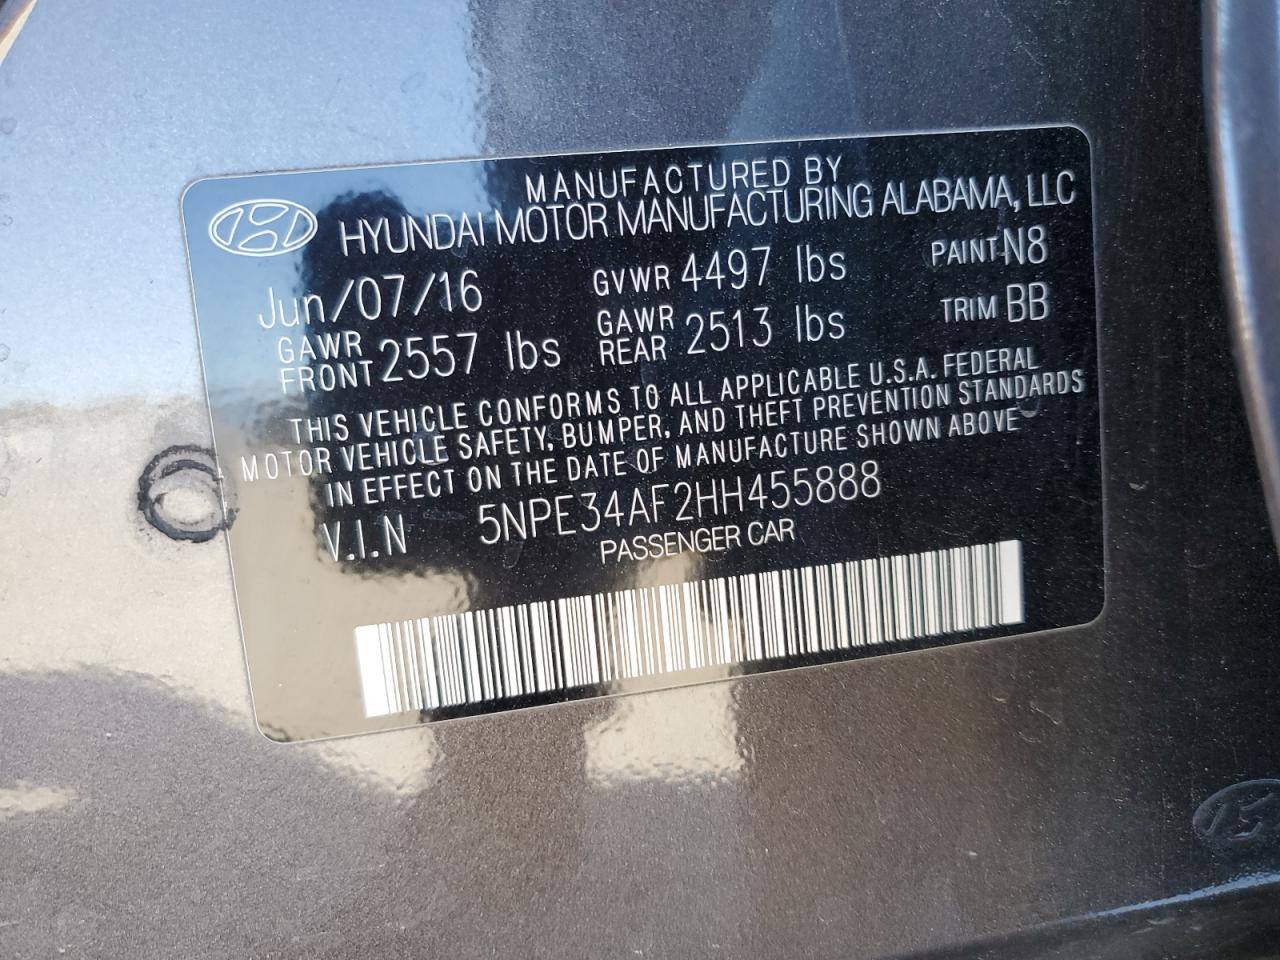 MANUFACTURED BY
HYUNDAI MOTOR MANUFACTURING ALABAMA, LLC
Jun/07/16 GVWR 4497 lbs PAINT N8
GAWR FRONT 2557 lbs GAWR REAR 2513 lbs TRIM BB
THIS VEHICLE CONFORMS TO ALL APPLICABLE U.S.A. FEDERAL
MOTOR VEHICLE SAFETY, BUMPER, AND THEFT PREVENTION STANDARDS
IN EFFECT ON THE DATE OF MANUFACTURE SHOWN ABOVE
V.I.N 5NPE34AF2HH455888
PASSENGER CAR